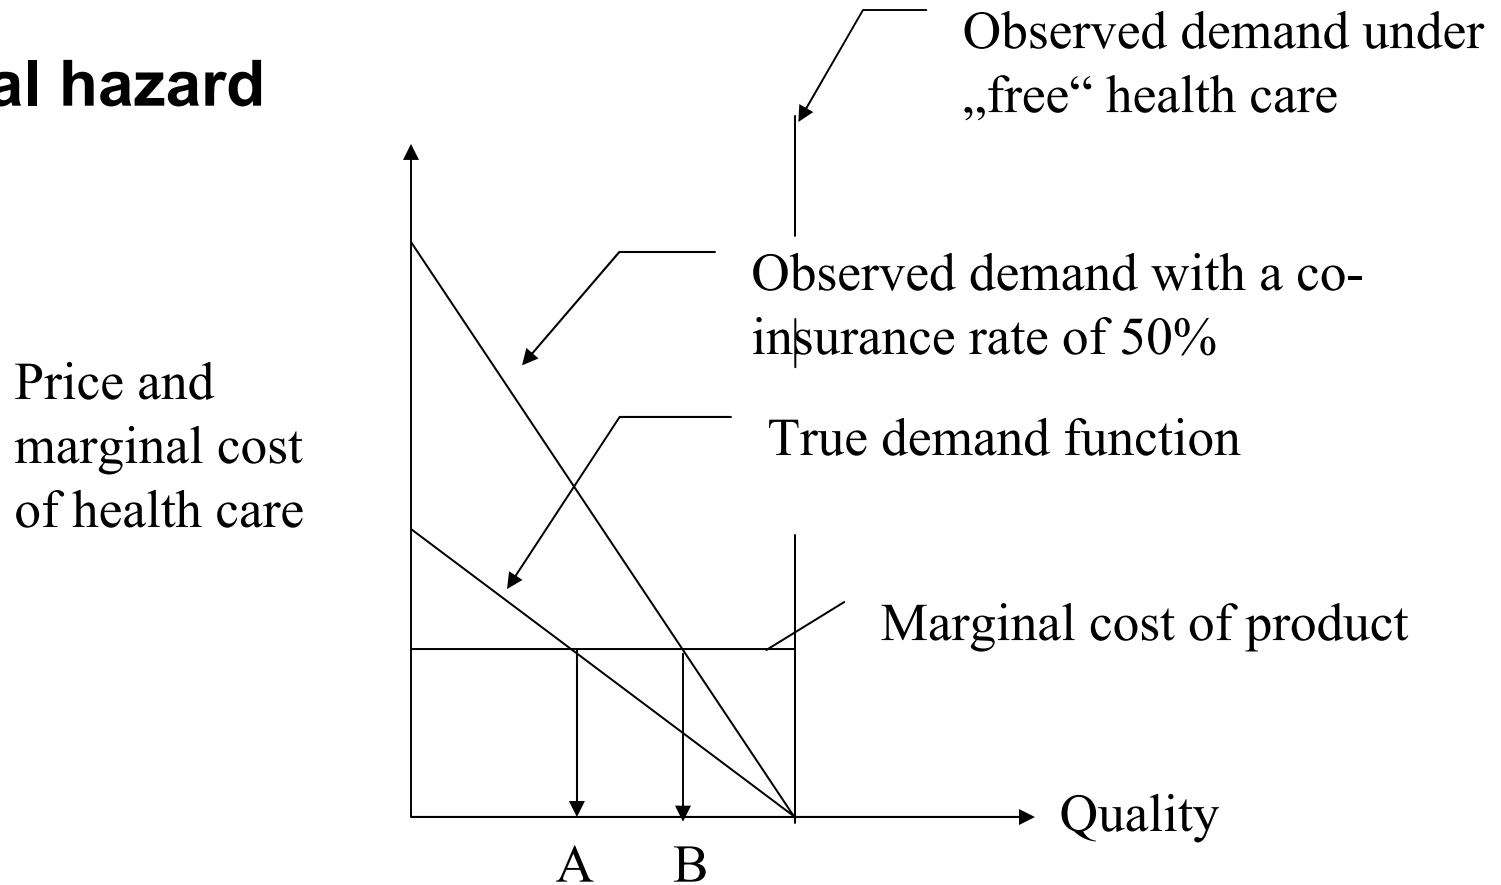 al hazard
Observed demand under
„free“ health care
Observed demand with a co-
insurance rate of 50%
Price and
marginal cost
of health care
True demand function
Marginal cost of product
Quality
A
B